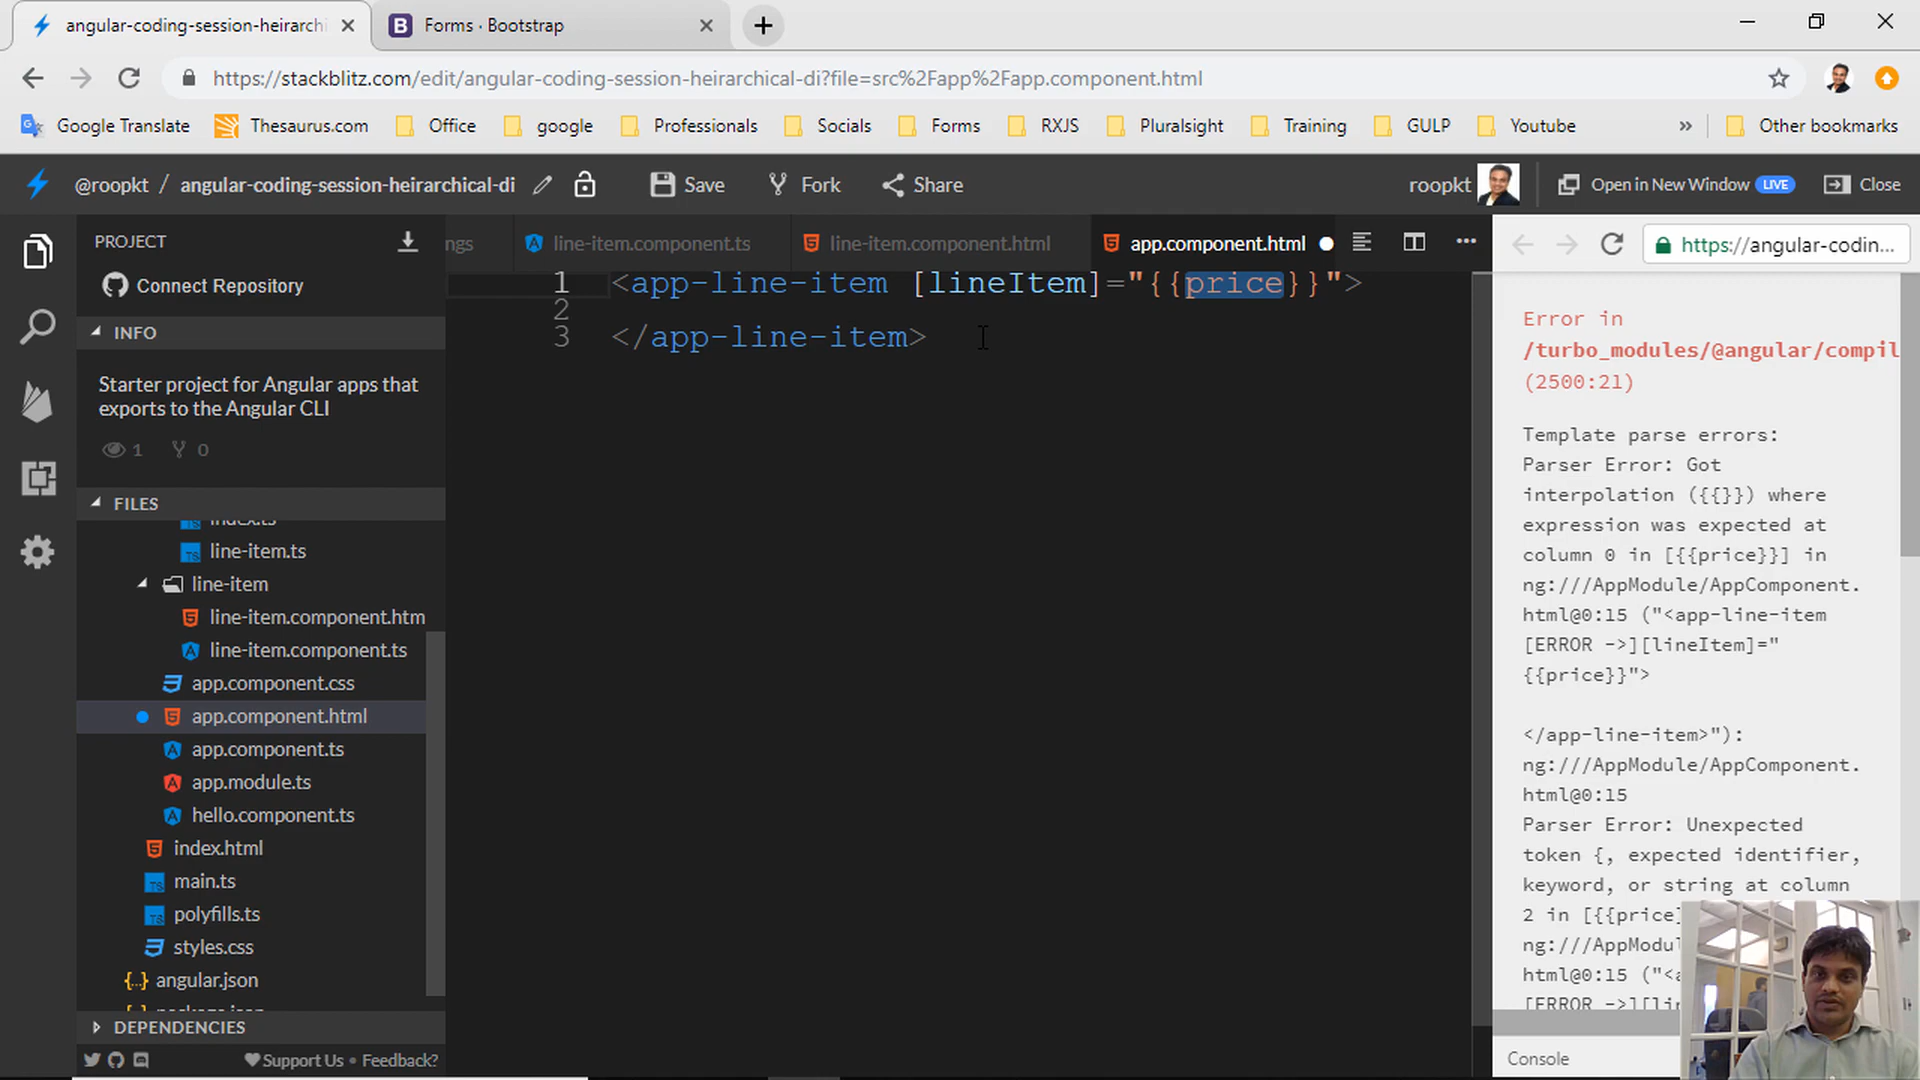 angular-coding-session-heirarchi
Forms · Bootstrap
https://stackblitz.com/edit/angular-coding-session-heirarchical-di?file=src%2Fapp%2Fapp.component.html
Google Translate
Thesaurus.com
Office
google
Professionals
Socials
Forms
RXJS
Pluralsight
Training
GULP
Youtube
»
Other bookmarks
@roopkt / angular-coding-session-heirarchical-di
Save
Fork
Share
roopkt
Open in New Window LIVE
Close
PROJECT
Connect Repository
INFO
Starter project for Angular apps that
exports to the Angular CLI
1
0
FILES
index.ts
line-item.ts
line-item
line-item.component.htm
line-item.component.ts
app.component.css
app.component.html
app.component.ts
app.module.ts
hello.component.ts
index.html
main.ts
polyfills.ts
styles.css
angular.json
package.json
DEPENDENCIES
Support Us • Feedback?
ngs
line-item.component.ts
line-item.component.html
app.component.html
1 <app-line-item [lineItem]="{{price}}">
2
3 </app-line-item>
https://angular-codin...
Error in
/turbo_modules/@angular/compil
(2500:21)
Template parse errors:
Parser Error: Got
interpolation ({{}}) where
expression was expected at
column 0 in [{{price}}] in
ng:///AppModule/AppComponent.
html@0:15 ("<app-line-item
[ERROR ->][lineItem]="
{{price}}">
</app-line-item>"):
ng:///AppModule/AppComponent.
html@0:15
Parser Error: Unexpected
token {, expected identifier,
keyword, or string at column
2 in [{{price
ng:///AppModu
html@0:15 ("<
[ERROR ->][li
Console